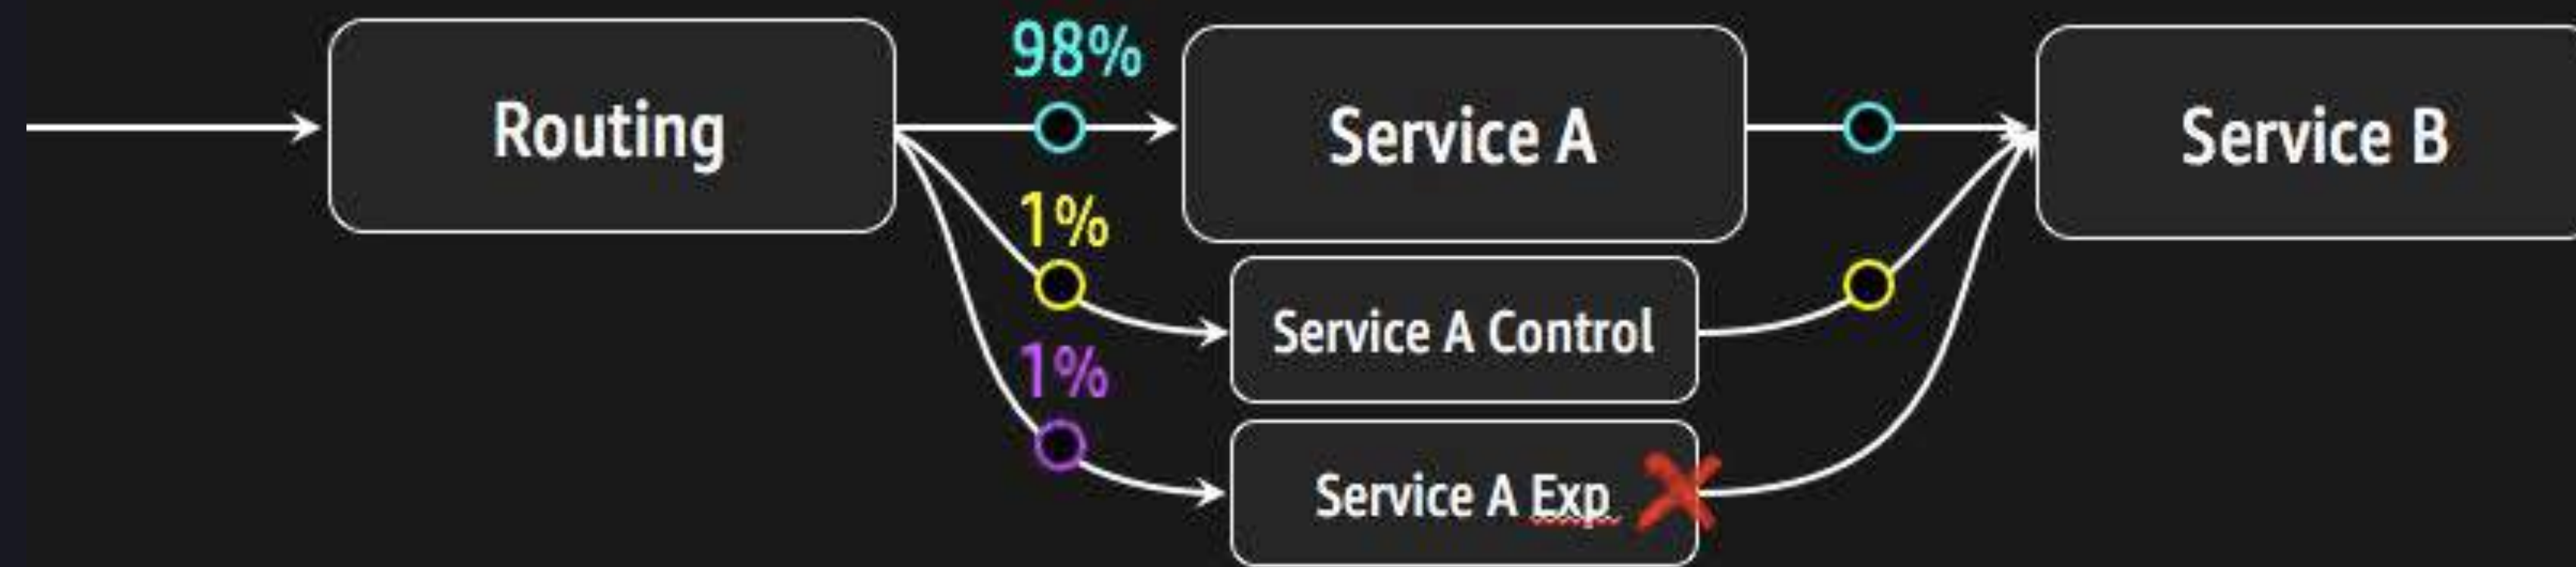 98%
Routing
Service A
Service B
1%
Service A Control
1%
Service A Exp